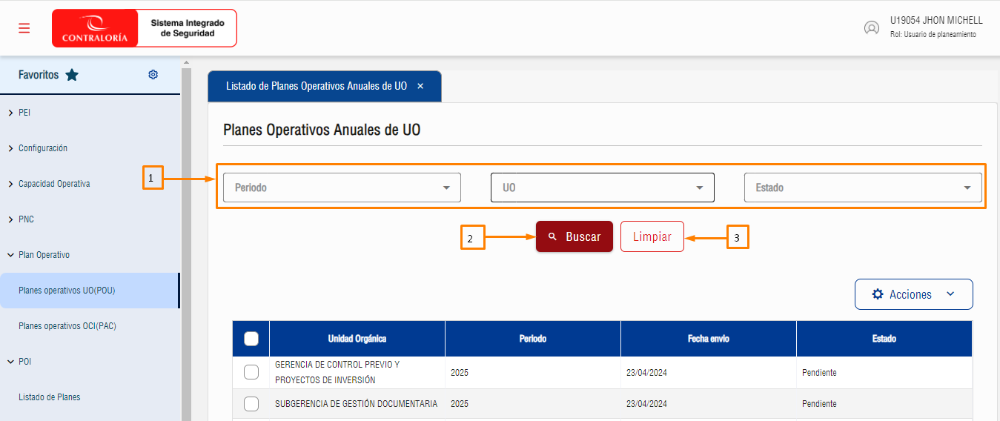 CONTRALORÍA
Sistema Integrado
de Seguridad
U19054 JHON MICHELL
Rol: Usuario de planeamiento
Favoritos
PEI
Configuración
Capacidad Operativa
PNC
Plan Operativo
Planes operativos UO(POU)
Planes operativos OCI(PAC)
POI
Listado de Planes
Listado de Planes Operativos Anuales de UO ×
Planes Operativos Anuales de UO
1
Periodo UO Estado
2 Buscar Limpiar 3
Acciones
Unidad Orgánica Periodo Fecha envio Estado
GERENCIA DE CONTROL PREVIO Y
PROYECTOS DE INVERSIÓN 2025 23/04/2024 Pendiente
SUBGERENCIA DE GESTIÓN DOCUMENTARIA 2025 23/04/2024 Pendiente